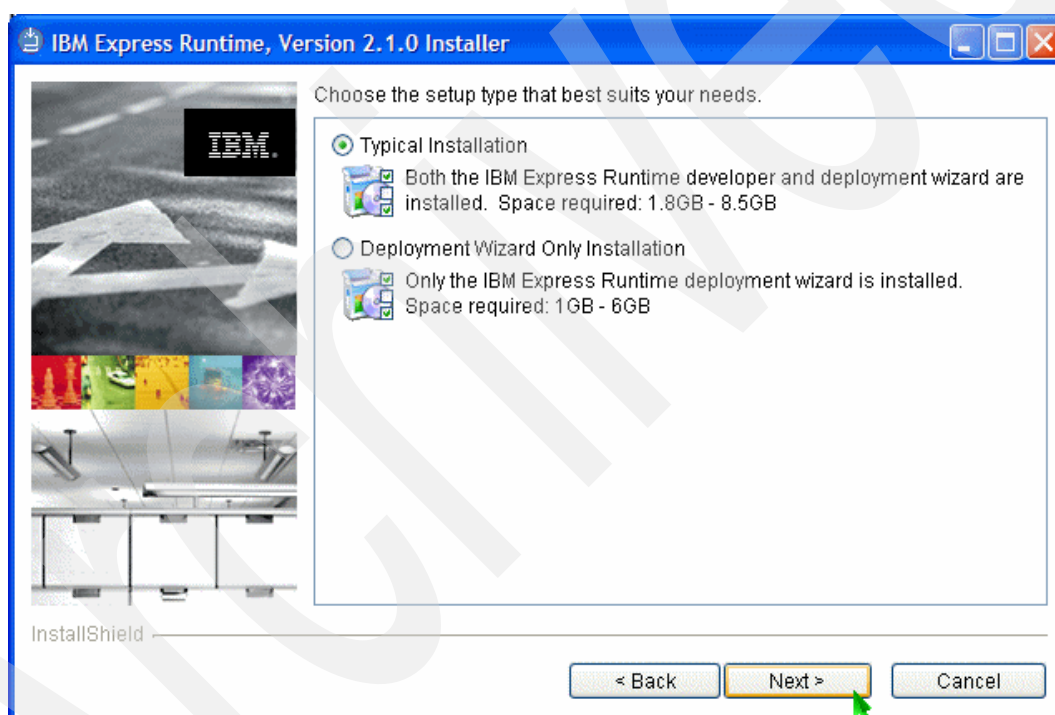 IBM Express Runtime, Version 2.1.0 Installer
IBM.
Choose the setup type that best suits your needs.
Typical Installation
Both the IBM Express Runtime developer and deployment wizard are
installed. Space required: 1.8GB - 8.5GB
Deployment Wizard Only Installation
Only the IBM Express Runtime deployment wizard is installed.
Space required: 1GB - 6GB
InstallShield
< Back
Next >
Cancel